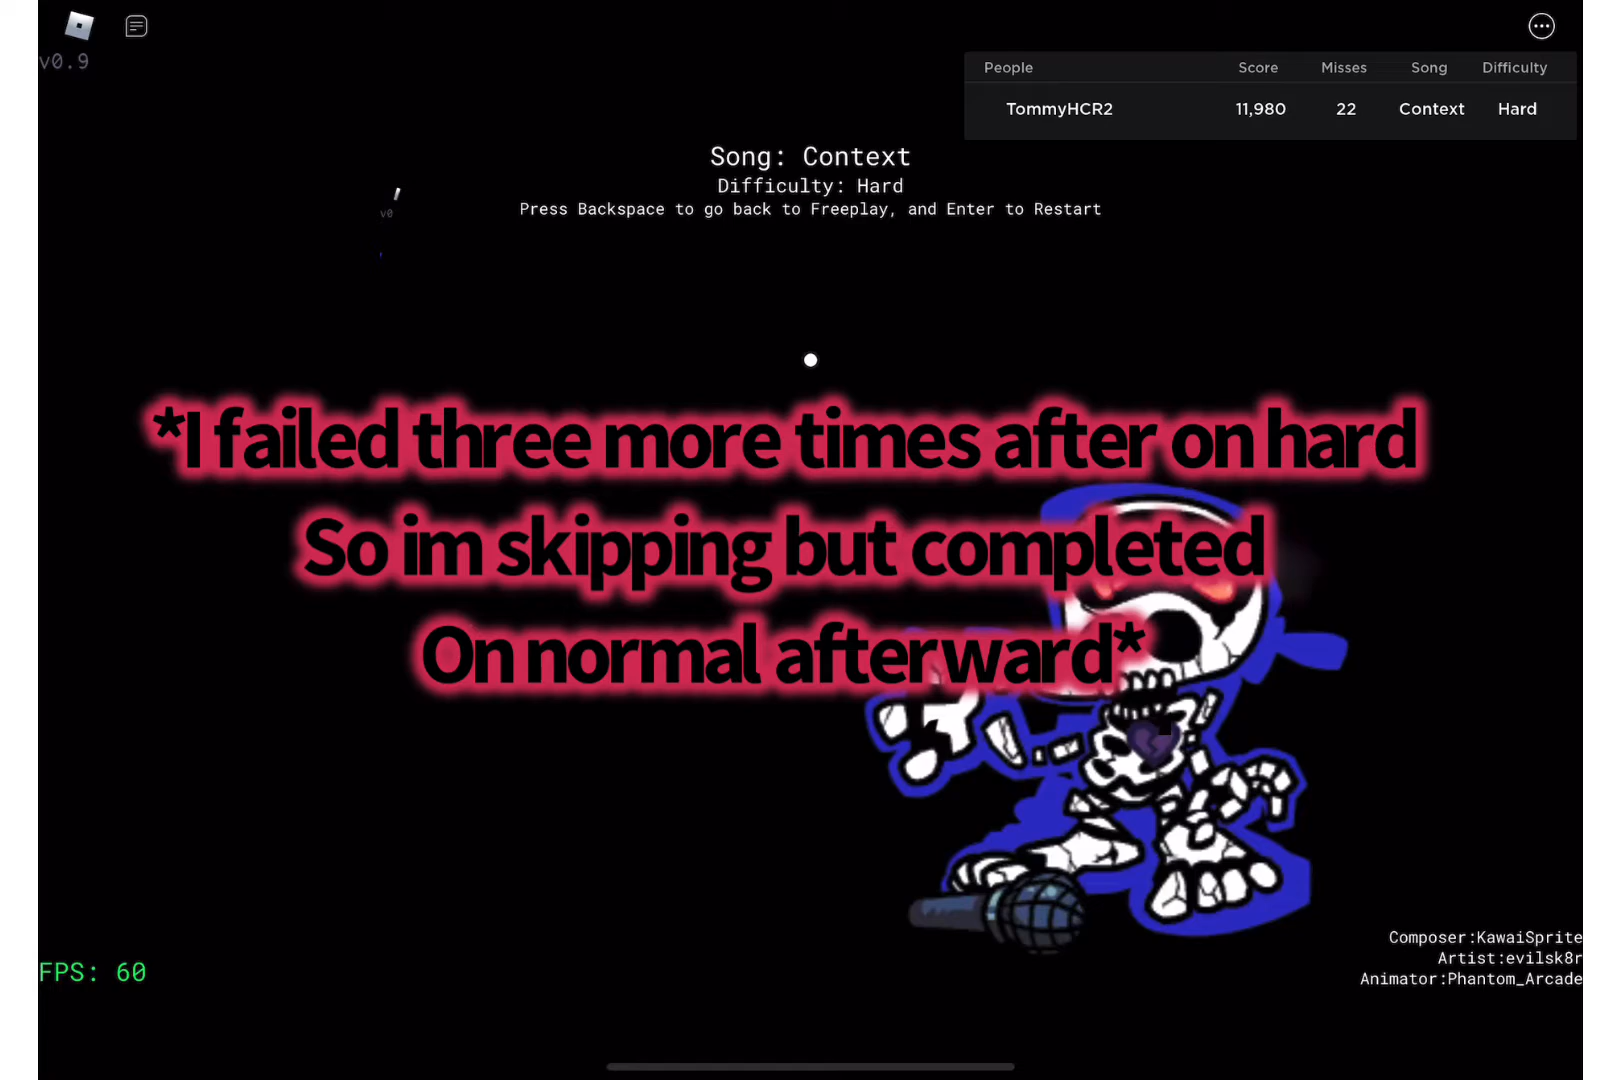 v0.9
People Score Misses Song Difficulty
TommyHCR2 11,980 22 Context Hard
Song: Context
Difficulty: Hard
Press Backspace to go back to Freeplay, and Enter to Restart
v0
*I failed three more times after on hard
So im skipping but completed
On normal afterward*
Composer:KawaiSprite
Artist:evilsk8r
Animator:Phantom_Arcade
FPS: 60